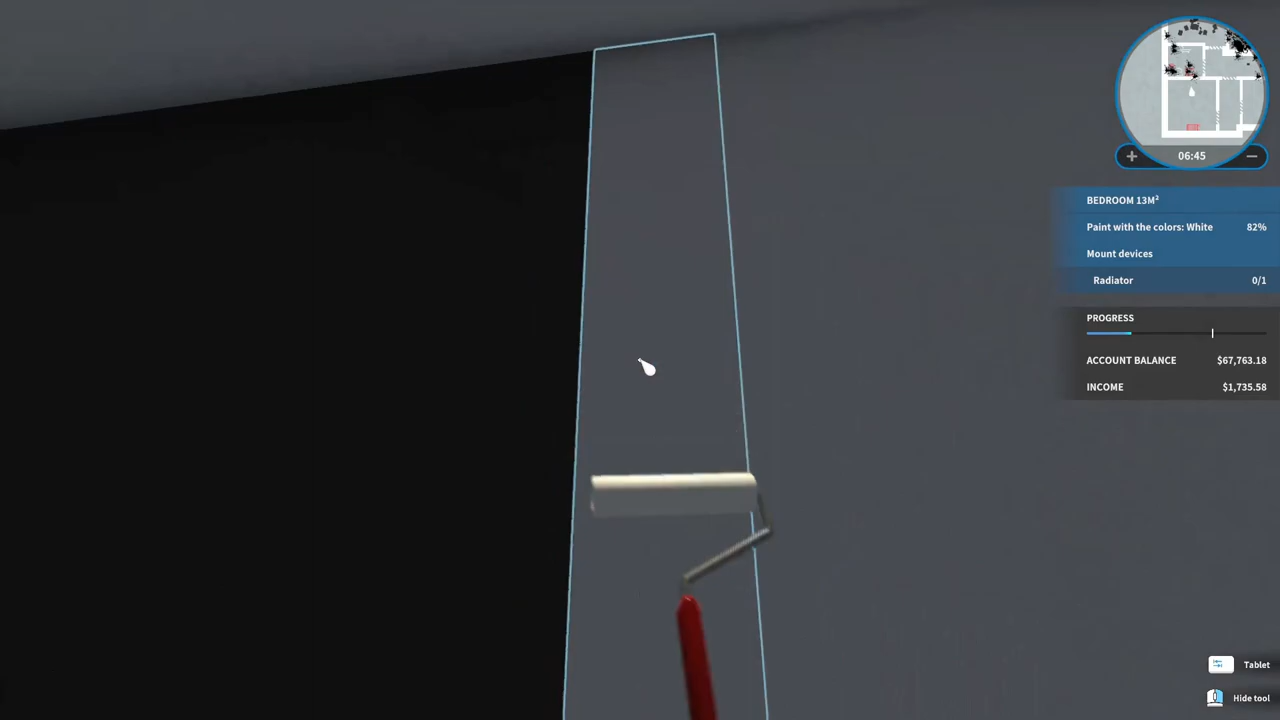 06:45
BEDROOM 13M²
Paint with the colors: White 82%
Mount devices
Radiator 0/1
PROGRESS
ACCOUNT BALANCE $67,763.18
INCOME $1,735.58
Tablet
Hide tool